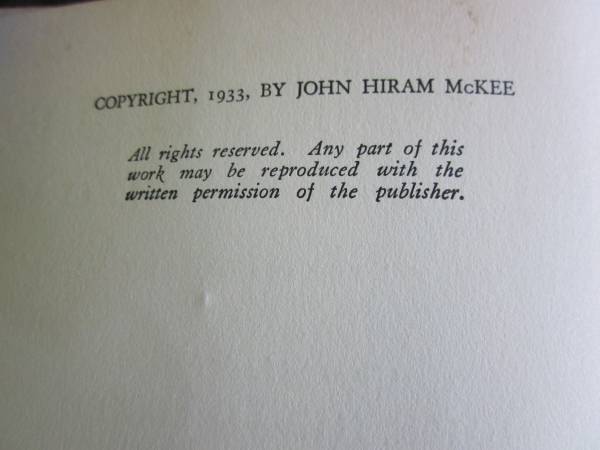 COPYRIGHT, 1933, BY JOHN HIRAM McKEE
All rights reserved. Any part of this
work may be reproduced with the
written permission of the publisher.